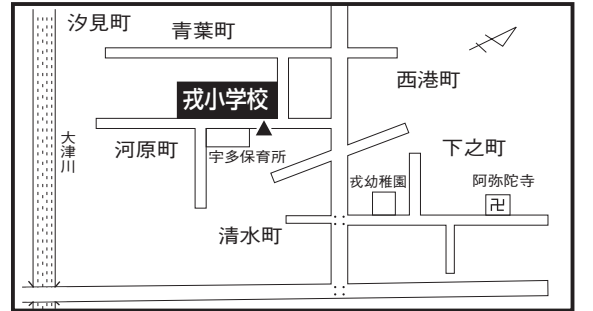 汐見町
青葉町
西港町
戎小学校
大津川
河原町
宇多保育所
下之町
戎幼稚園
阿弥陀寺
卍
清水町